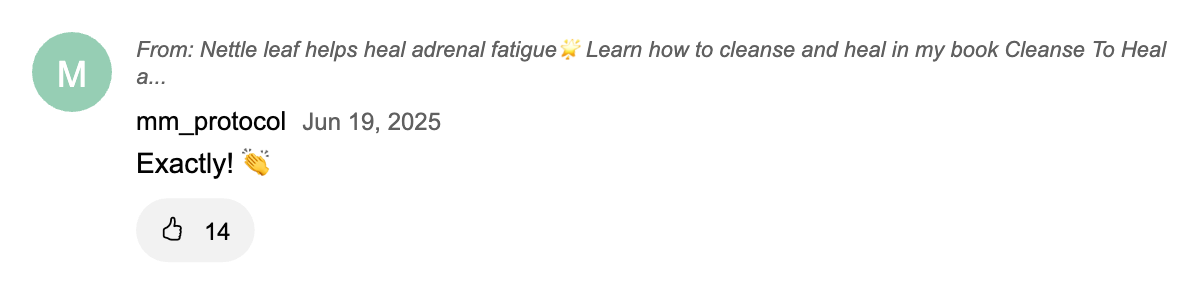 M
From: Nettle leaf helps heal adrenal fatigue🌟 Learn how to cleanse and heal in my book Cleanse To Heal
a...
mm_protocol Jun 19, 2025
Exactly! 👏
14